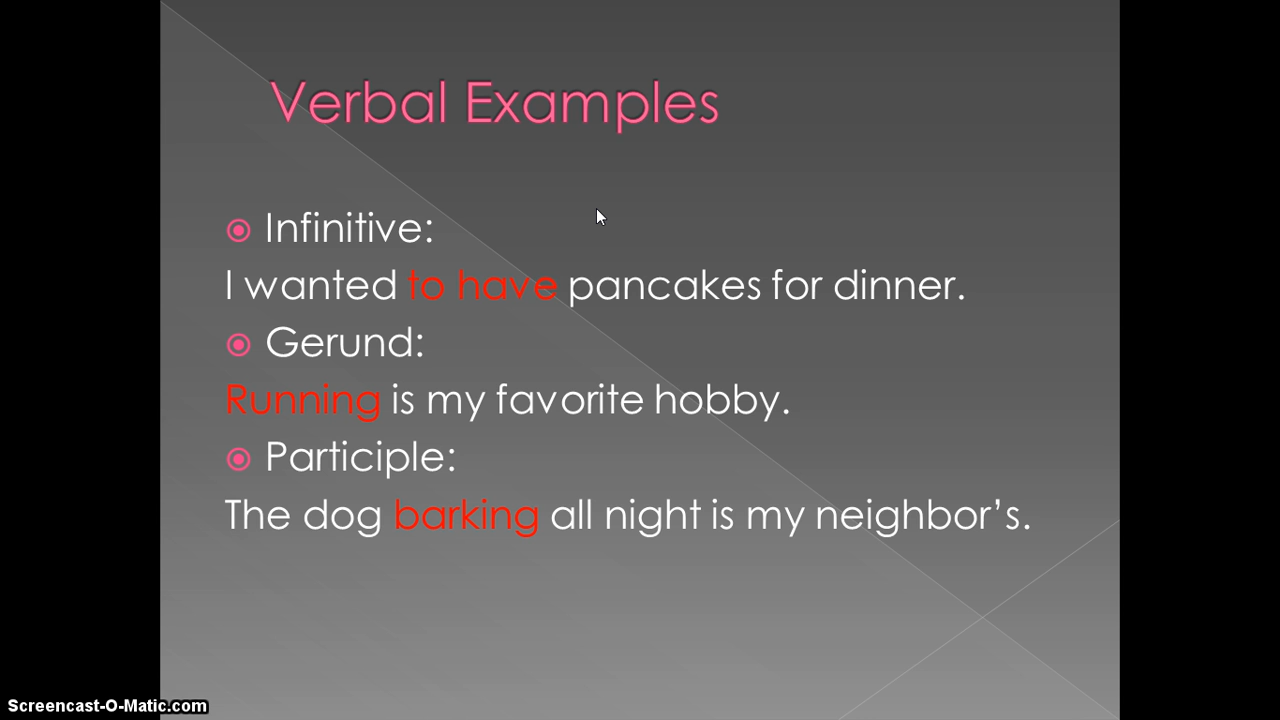 Verbal Examples
Infinitive:
I wanted to have pancakes for dinner.
Gerund:
Running is my favorite hobby.
Participle:
The dog barking all night is my neighbor’s.
Screencast-O-Matic.com